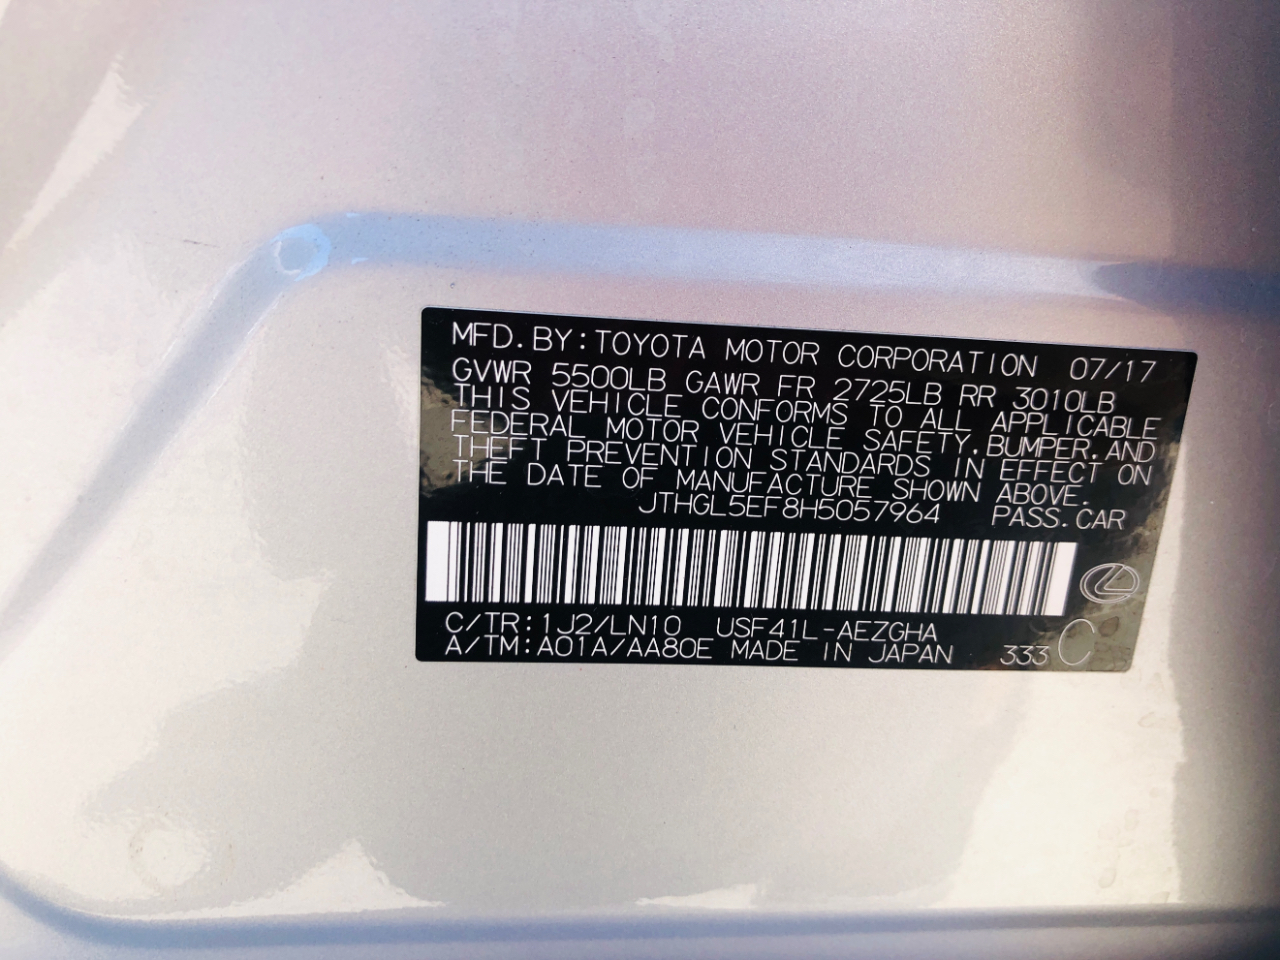 MFD. BY: TOYOTA MOTOR CORPORATION 07/17
GVWR 5500LB GAWR FR 2725LB RR 3010LB
THIS VEHICLE CONFORMS TO ALL APPLICABLE
FEDERAL MOTOR VEHICLE SAFETY, BUMPER, AND
THEFT PREVENTION STANDARDS IN EFFECT ON
THE DATE OF MANUFACTURE SHOWN ABOVE.
JTHGL5EF8H5057964 PASS. CAR
C/TR: 1J2/LN10 USF41L-AEZGHA
A/TM: A01A/AA80E MADE IN JAPAN 333 C